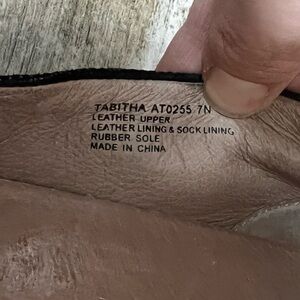 TABITHA AT0255 7N
LEATHER UPPER
LEATHER LINING & SOCK LINING
RUBBER SOLE
MADE IN CHINA